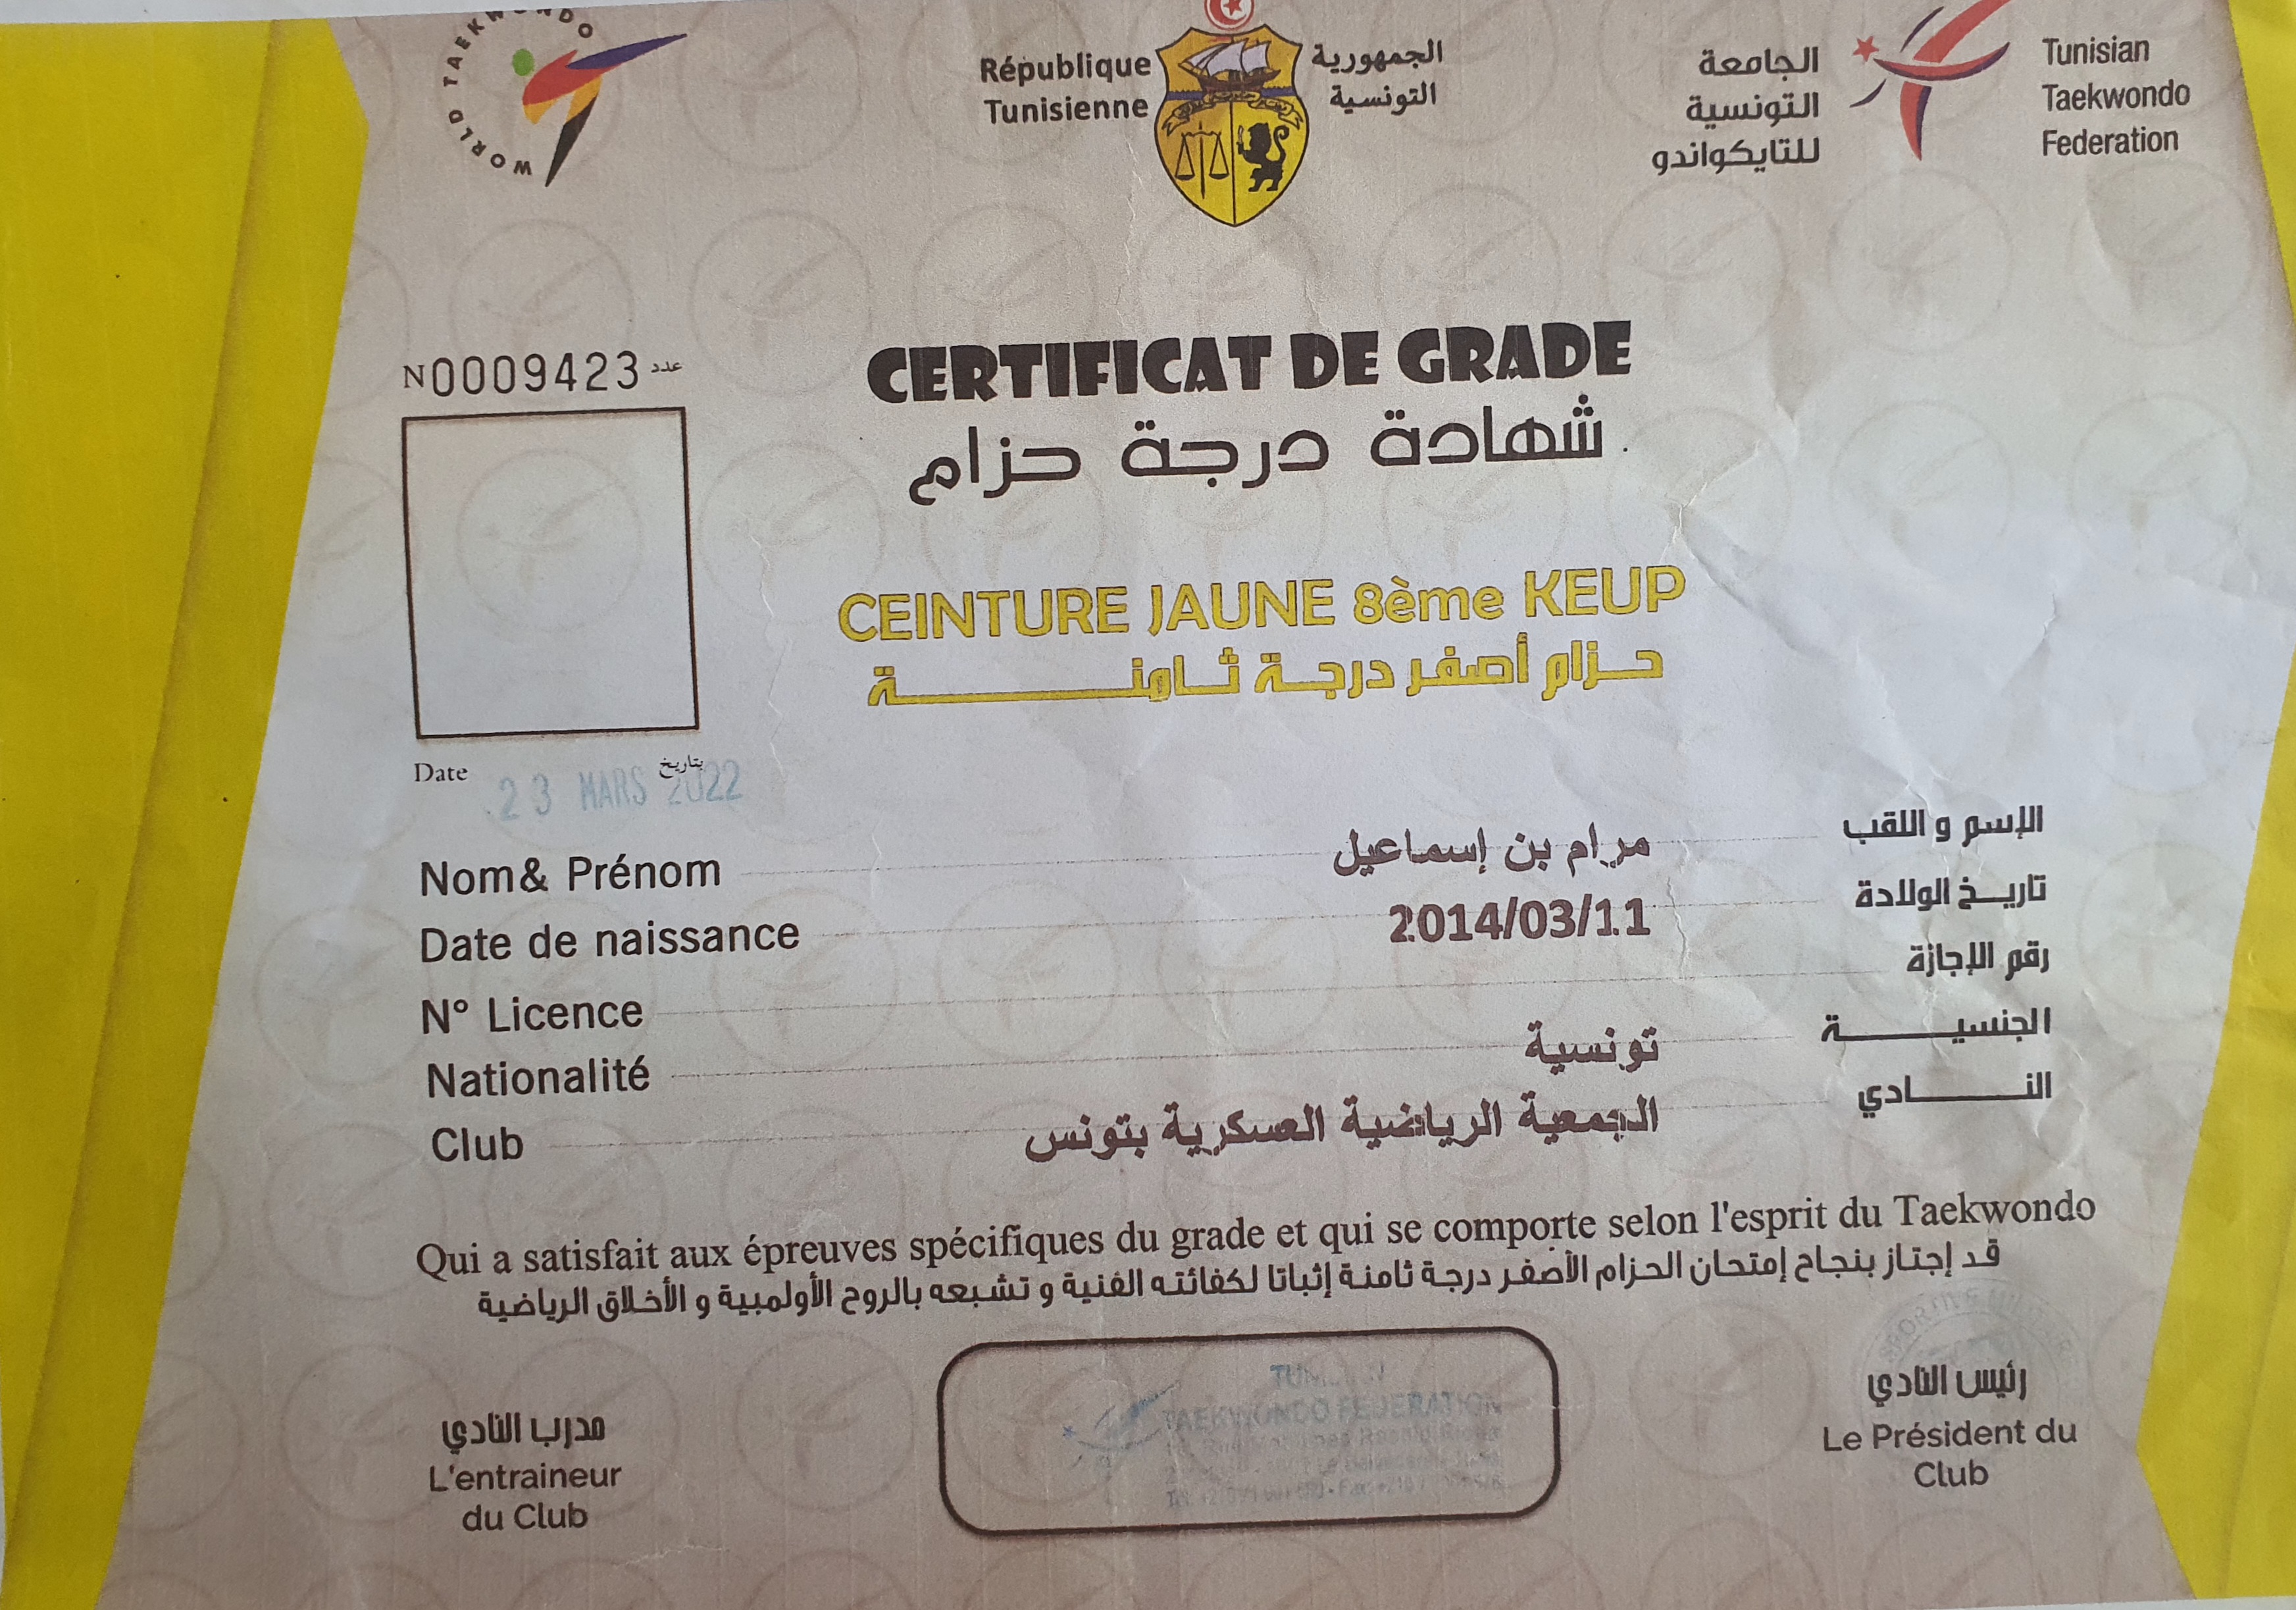 WORLD TAEKWONDO
République
Tunisienne
الجمهورية
التونسية
الجامعة
التونسية
للتايكواندو
Tunisian
Taekwondo
Federation
N0009423 عدد
CERTIFICAT DE GRADE
شهادة درجة حزام
CEINTURE JAUNE 8ème KEUP
حزام أصفر درجة ثامنة
Date بتاريخ
23 MARS 2022
Nom& Prénom مرام بن إسماعيل الإسم و اللقب
Date de naissance 2014/03/11 تاريخ الولادة
N° Licence رقم الإجازة
Nationalité تونسية الجنسية
Club الجمعية الرياضية العسكرية بتونس النادي
Qui a satisfait aux épreuves spécifiques du grade et qui se comporte selon l'esprit du Taekwondo
قد إجتاز بنجاح إمتحان الحزام الأصفر درجة ثامنة إثباتا لكفائته الفنية و تشبعه بالروح الأولمبية و الأخلاق الرياضية
مدرب النادي
L'entraineur
du Club
TAEKWONDO FEDERATION
رئيس النادي
Le Président du
Club